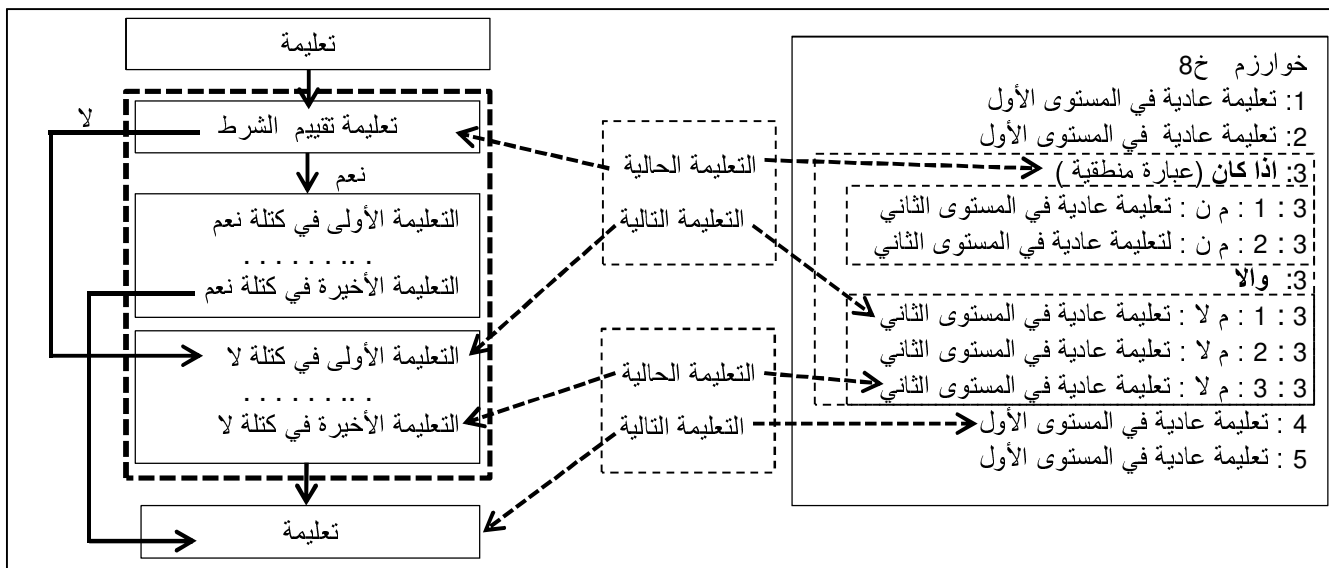 خوارزم خ8
1: تعليمة عادية في المستوى الأول
2: تعليمة عادية في المستوى الأول
3: اذا كان (عبارة منطقية )
3 : 1 : م ن : تعليمة عادية في المستوى الثاني
3 : 2 : م ن : لتعليمة عادية في المستوى الثاني
3: والا
3 : 1 : م لا : تعليمة عادية في المستوى الثاني
3 : 2 : م لا : تعليمة عادية في المستوى الثاني
3 : 3 : م لا : تعليمة عادية في المستوى الثاني
4 : تعليمة عادية في المستوى الأول
5 : تعليمة عادية في المستوى الأول
التعليمة الحالية
التعليمة التالية
التعليمة الحالية
التعليمة التالية
تعليمة
تعليمة تقييم الشرط
لا
نعم
التعليمة الأولى في كتلة نعم
. . . . . . .. .
التعليمة الأخيرة في كتلة نعم
التعليمة الأولى في كتلة لا
. . . . . . .. .
التعليمة الأخيرة في كتلة لا
تعليمة